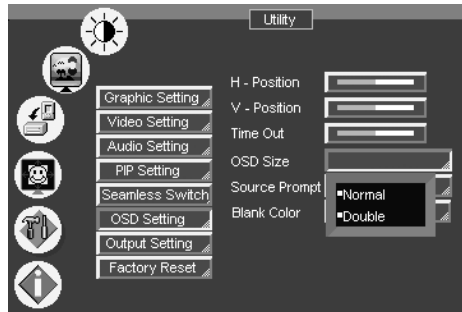 Utility
Graphic Setting
Video Setting
Audio Setting
PIP Setting
Seamless Switch
OSD Setting
Output Setting
Factory Reset
H - Position
V - Position
Time Out
OSD Size
Source Prompt
Blank Color
Normal
Double